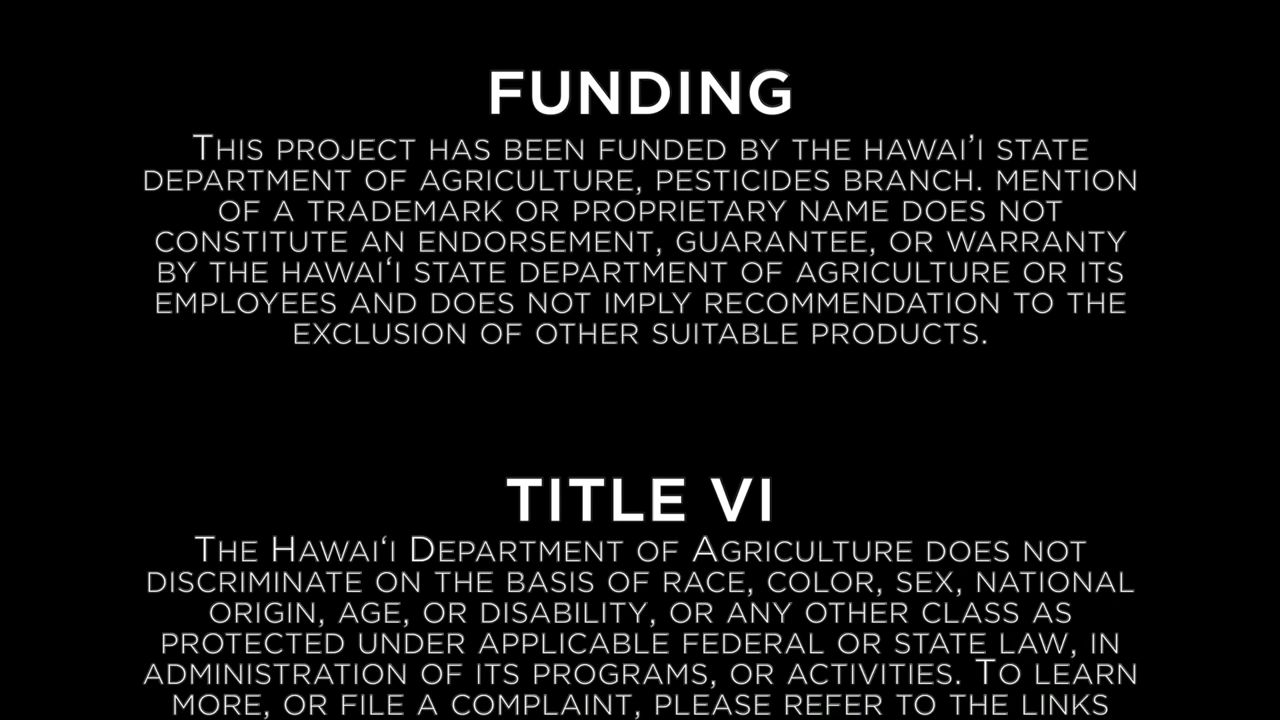 FUNDING
THIS PROJECT HAS BEEN FUNDED BY THE HAWAI’I STATE
DEPARTMENT OF AGRICULTURE, PESTICIDES BRANCH. MENTION
OF A TRADEMARK OR PROPRIETARY NAME DOES NOT
CONSTITUTE AN ENDORSEMENT, GUARANTEE, OR WARRANTY
BY THE HAWAI‘I STATE DEPARTMENT OF AGRICULTURE OR ITS
EMPLOYEES AND DOES NOT IMPLY RECOMMENDATION TO THE
EXCLUSION OF OTHER SUITABLE PRODUCTS.
TITLE VI
THE HAWAI‘I DEPARTMENT OF AGRICULTURE DOES NOT
DISCRIMINATE ON THE BASIS OF RACE, COLOR, SEX, NATIONAL
ORIGIN, AGE, OR DISABILITY, OR ANY OTHER CLASS AS
PROTECTED UNDER APPLICABLE FEDERAL OR STATE LAW, IN
ADMINISTRATION OF ITS PROGRAMS, OR ACTIVITIES. TO LEARN
MORE, OR FILE A COMPLAINT, PLEASE REFER TO THE LINKS